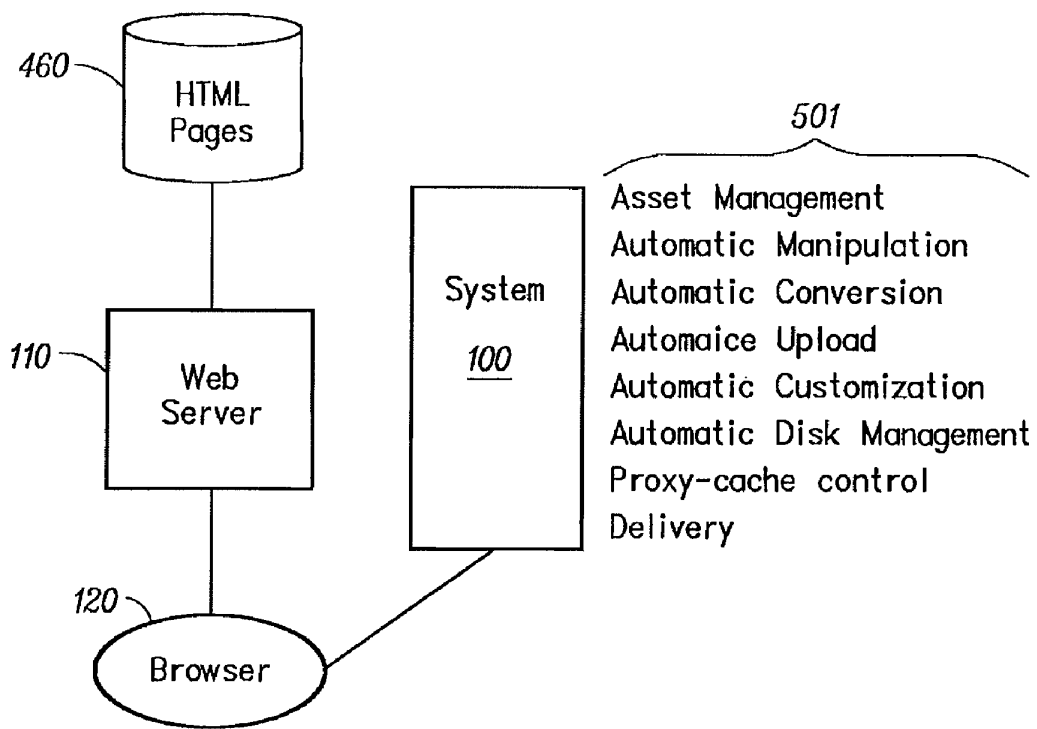 460
HTML
Pages
110
Web
Server
120
Browser
System
100
501
Asset Management
Automatic Manipulation
Automatic Conversion
Automaice Upload
Automatic Customization
Automatic Disk Management
Proxy-cache control
Delivery